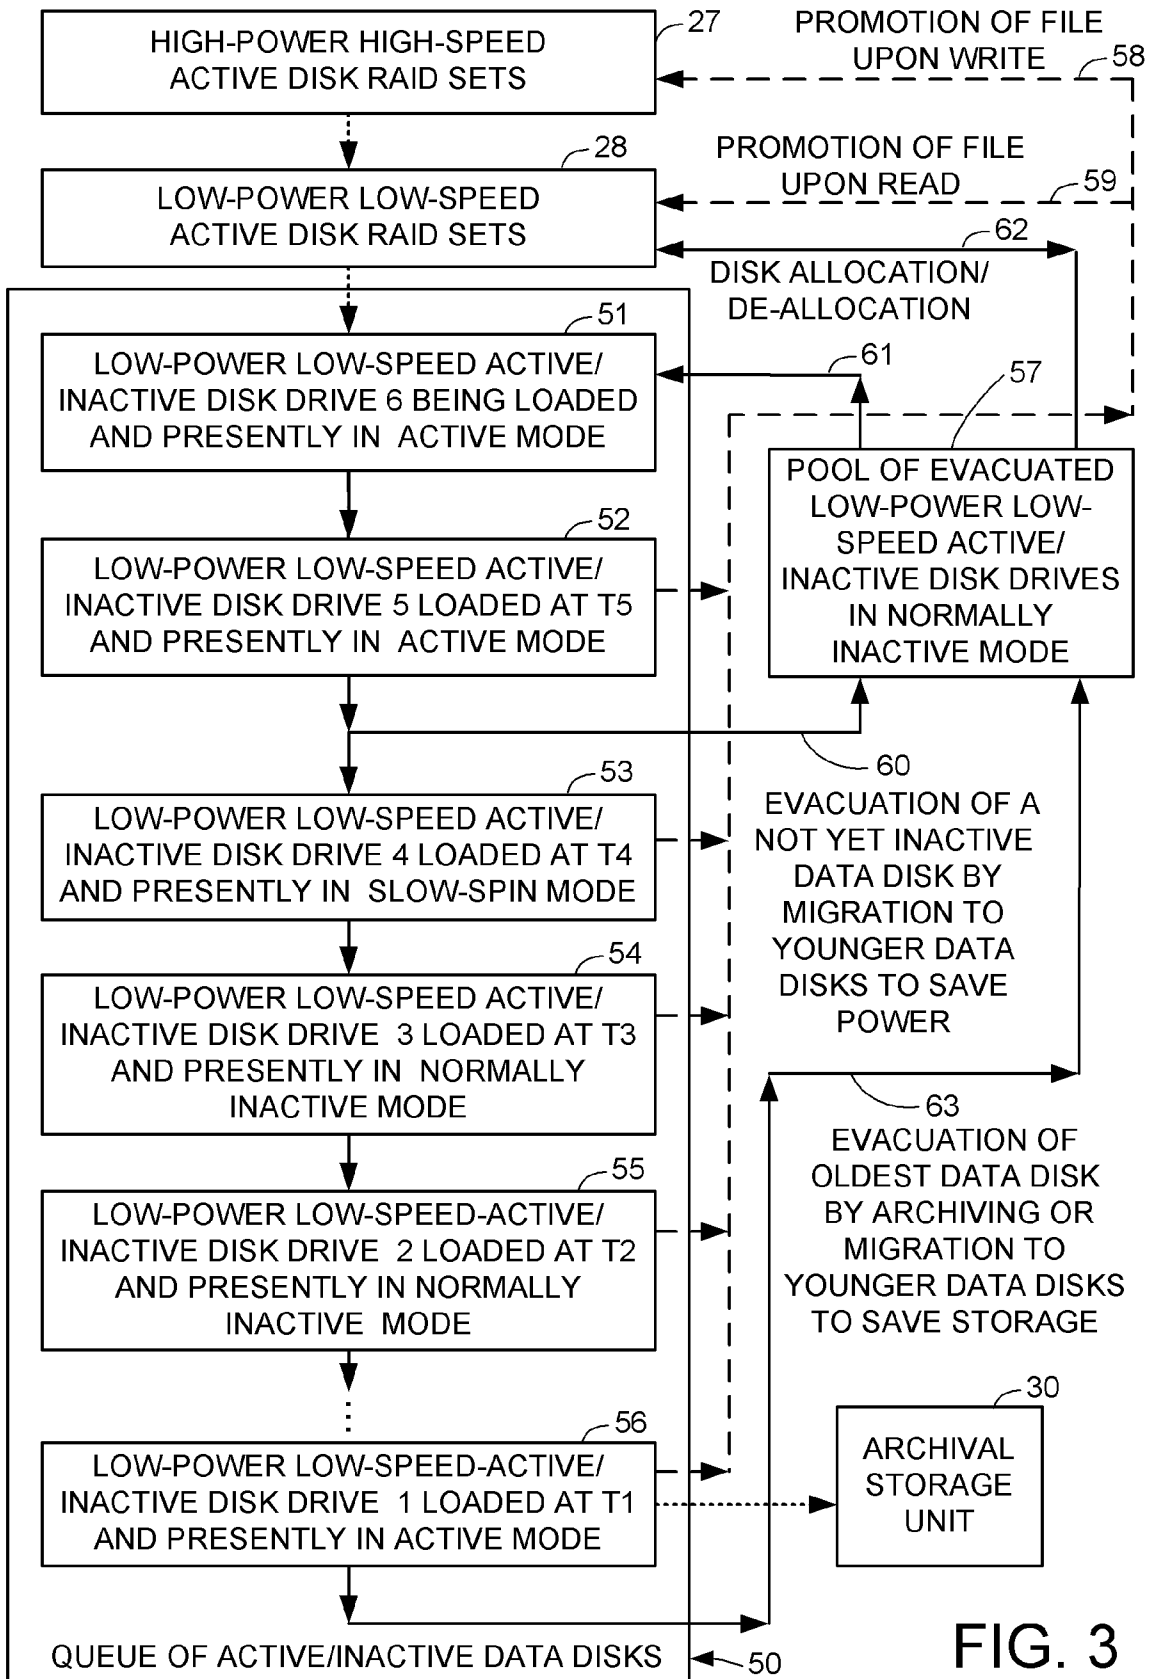 HIGH-POWER HIGH-SPEED
ACTIVE DISK RAID SETS
27
PROMOTION OF FILE
UPON WRITE
58
28
LOW-POWER LOW-SPEED
ACTIVE DISK RAID SETS
PROMOTION OF FILE
UPON READ
59
62
DISK ALLOCATION/
DE-ALLOCATION
51
LOW-POWER LOW-SPEED ACTIVE/
INACTIVE DISK DRIVE 6 BEING LOADED
AND PRESENTLY IN ACTIVE MODE
61
57
POOL OF EVACUATED
LOW-POWER LOW-
SPEED ACTIVE/
INACTIVE DISK DRIVES
IN NORMALLY
INACTIVE MODE
52
LOW-POWER LOW-SPEED ACTIVE/
INACTIVE DISK DRIVE 5 LOADED AT T5
AND PRESENTLY IN ACTIVE MODE
60
EVACUATION OF A
NOT YET INACTIVE
DATA DISK BY
MIGRATION TO
YOUNGER DATA
DISKS TO SAVE
POWER
53
LOW-POWER LOW-SPEED ACTIVE/
INACTIVE DISK DRIVE 4 LOADED AT T4
AND PRESENTLY IN SLOW-SPIN MODE
54
LOW-POWER LOW-SPEED ACTIVE/
INACTIVE DISK DRIVE 3 LOADED AT T3
AND PRESENTLY IN NORMALLY
INACTIVE MODE
63
EVACUATION OF
OLDEST DATA DISK
BY ARCHIVING OR
MIGRATION TO
YOUNGER DATA DISKS
TO SAVE STORAGE
55
LOW-POWER LOW-SPEED-ACTIVE/
INACTIVE DISK DRIVE 2 LOADED AT T2
AND PRESENTLY IN NORMALLY
INACTIVE MODE
56
LOW-POWER LOW-SPEED-ACTIVE/
INACTIVE DISK DRIVE 1 LOADED AT T1
AND PRESENTLY IN ACTIVE MODE
30
ARCHIVAL
STORAGE
UNIT
QUEUE OF ACTIVE/INACTIVE DATA DISKS
50
FIG. 3